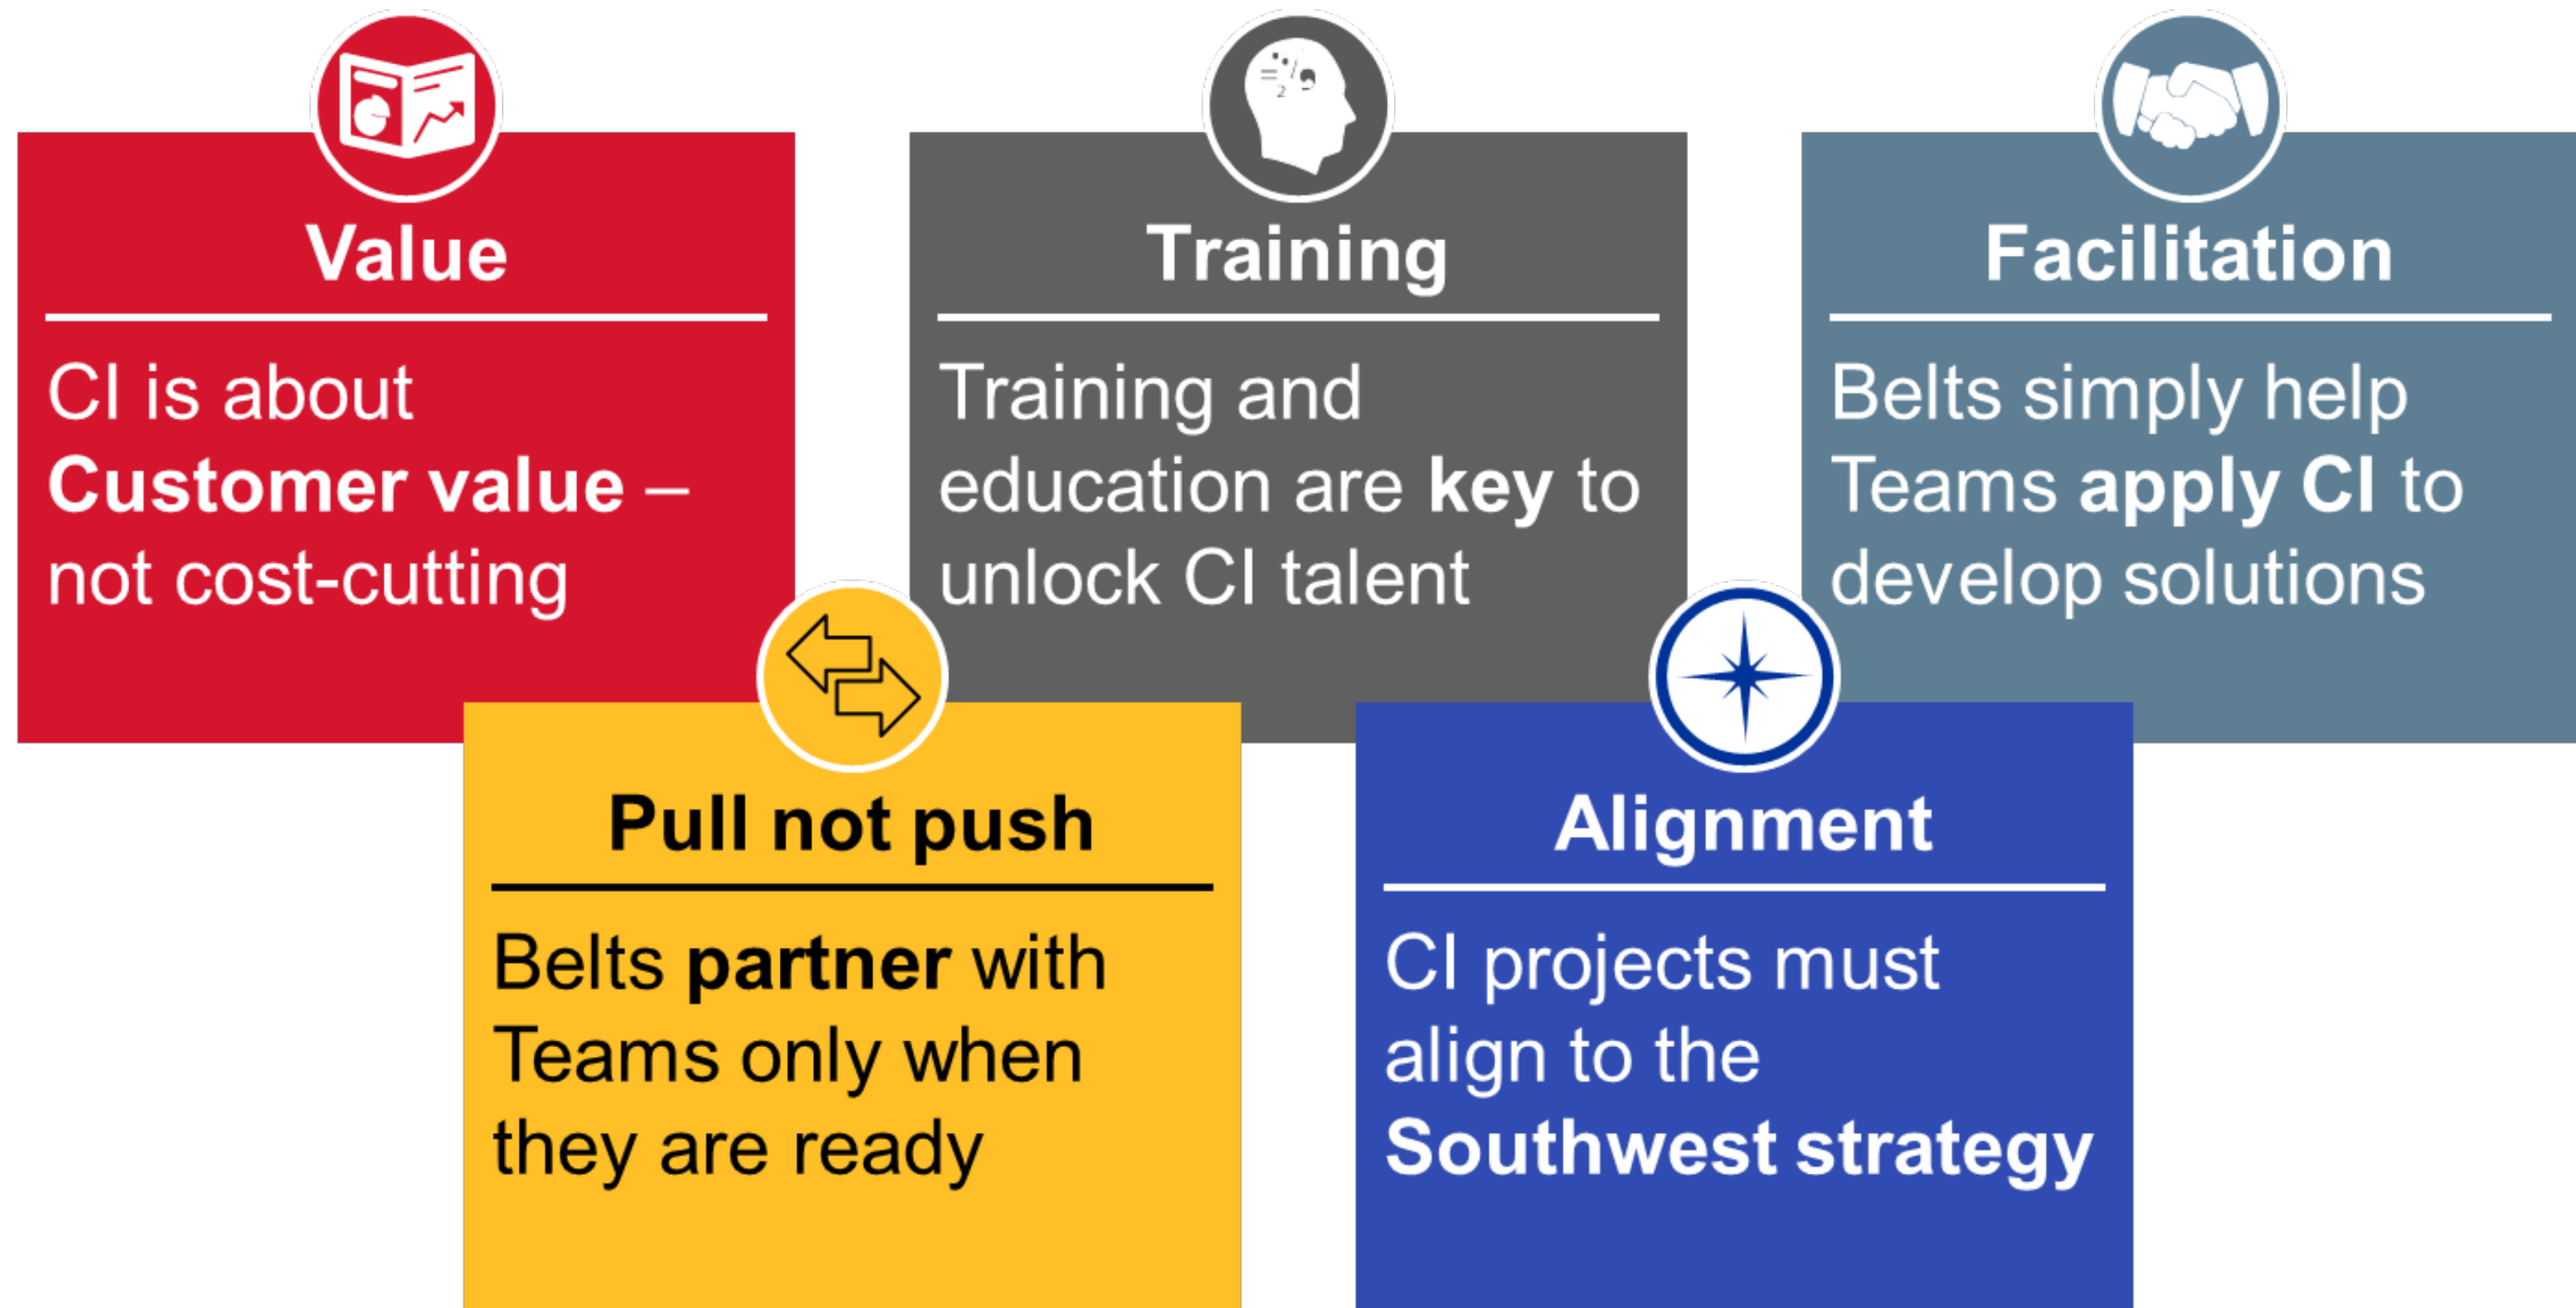 Value
CI is about
Customer value –
not cost-cutting
Training
Training and
education are key to
unlock CI talent
Facilitation
Belts simply help
Teams apply CI to
develop solutions
Pull not push
Belts partner with
Teams only when
they are ready
Alignment
CI projects must
align to the
Southwest strategy